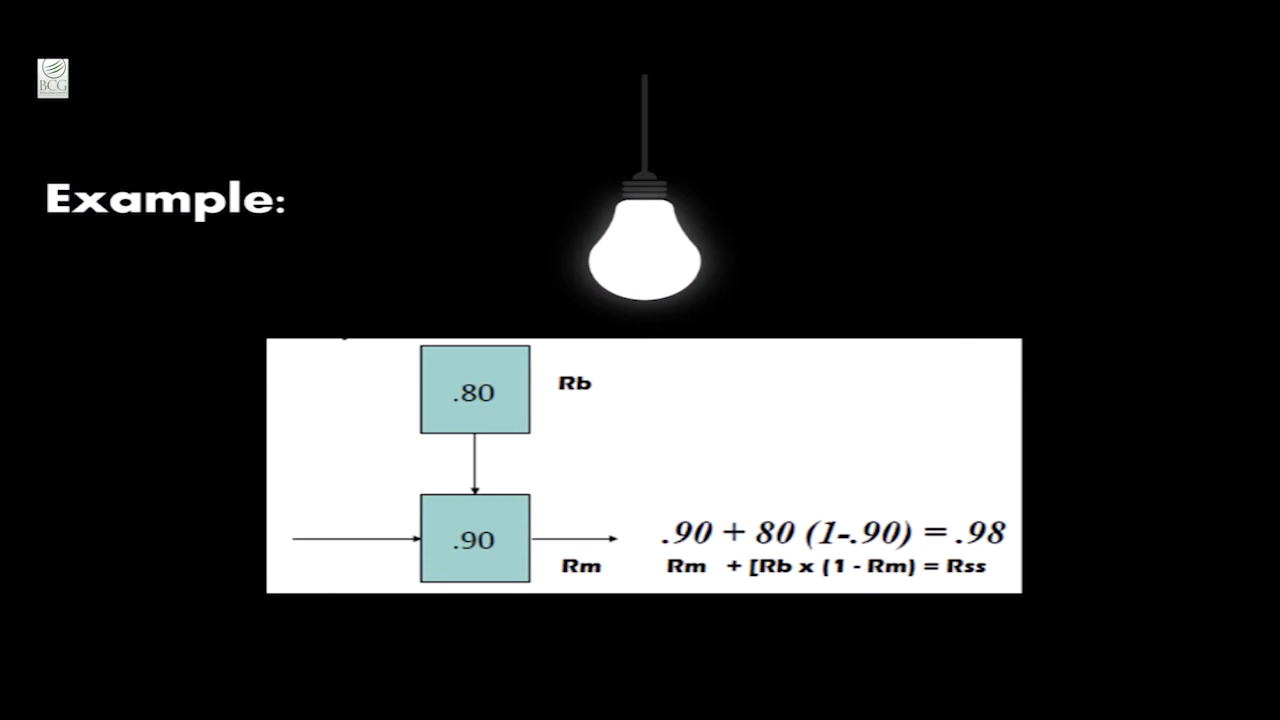 BCG
Example:
.80
Rb
.90
Rm
.90 + 80 (1-.90) = .98
Rm + [Rb x (1 - Rm) = Rss